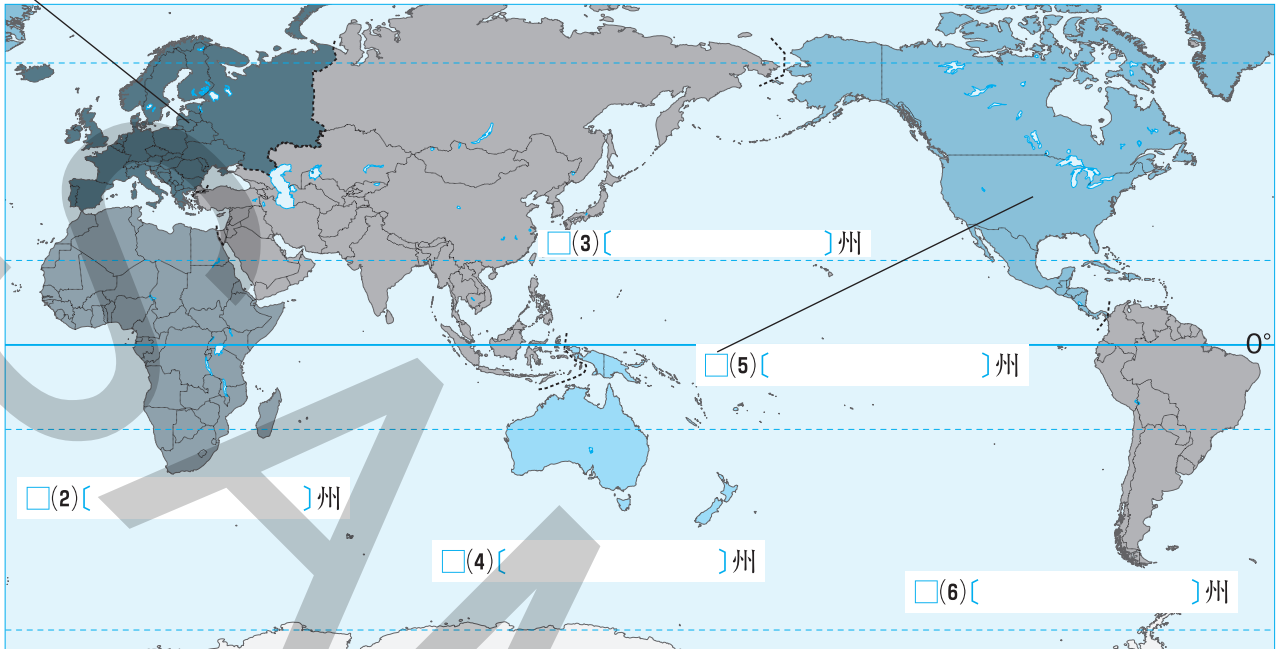 □(3)〔　　　〕州
0°
□(5)〔　　　〕州
□(2)〔　　　〕州
□(4)〔　　　〕州
□(6)〔　　　〕州